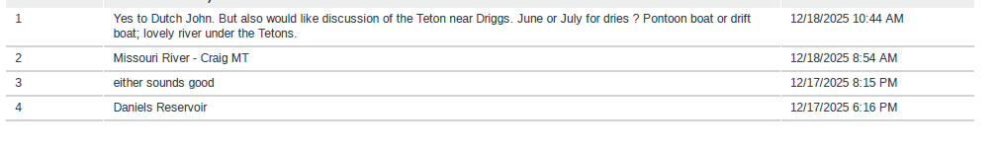 1 Yes to Dutch John. But also would like discussion of the Teton near Driggs. June or July for dries ? Pontoon boat or drift 12/18/2025 10:44 AM
boat; lovely river under the Tetons.
2 Missouri River - Craig MT 12/18/2025 8:54 AM
3 either sounds good 12/17/2025 8:15 PM
4 Daniels Reservoir 12/17/2025 6:16 PM